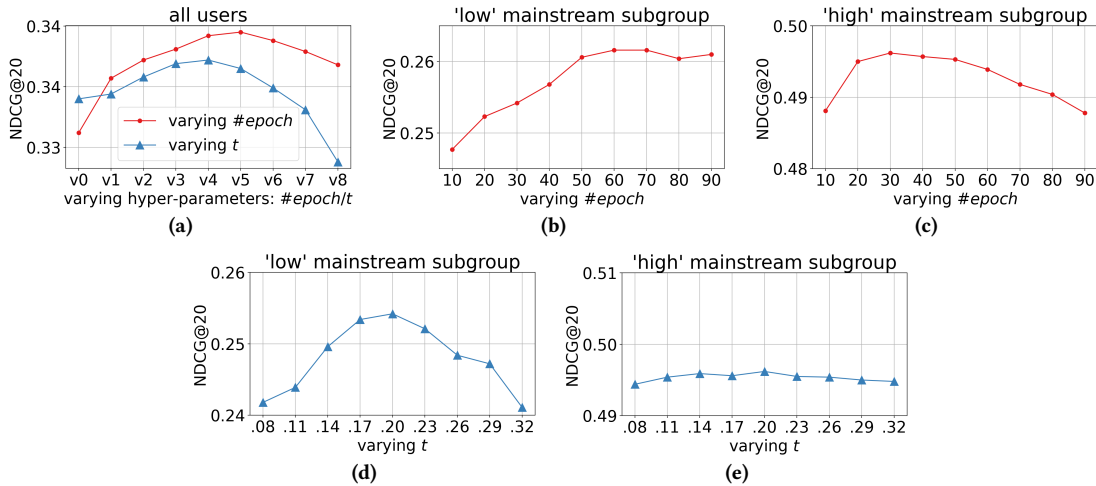 all users
NDCG@20
0.34
0.34
0.33
varying #epoch
varying t
v0 v1 v2 v3 v4 v5 v6 v7 v8
varying hyper-parameters: #epoch/t
(a)
'low' mainstream subgroup
NDCG@20
0.26
0.25
10 20 30 40 50 60 70 80 90
varying #epoch
(b)
'high' mainstream subgroup
NDCG@20
0.50
0.49
0.48
10 20 30 40 50 60 70 80 90
varying #epoch
(c)
'low' mainstream subgroup
NDCG@20
0.26
0.25
0.24
.08 .11 .14 .17 .20 .23 .26 .29 .32
varying t
(d)
'high' mainstream subgroup
NDCG@20
0.51
0.50
0.49
.08 .11 .14 .17 .20 .23 .26 .29 .32
varying t
(e)